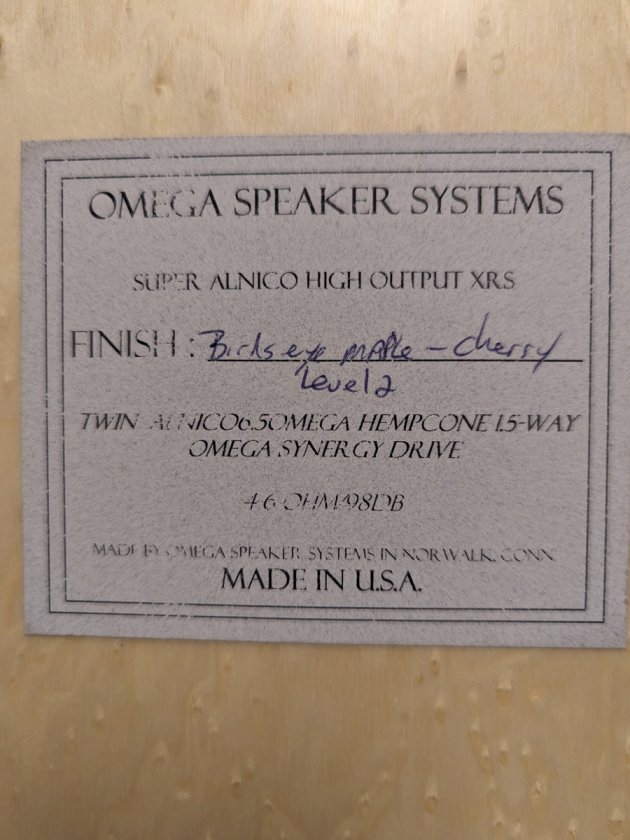 OMEGA SPEAKER SYSTEMS
SUPER ALNICO HIGH OUTPUT XRS
FINISH: Birdseye maple - cherry
Level 2
TWIN ALNICO6.5OMEGA HEMPCONE 1.5-WAY
OMEGA SYNERGY DRIVE
4.6 OHM/98DB
MADE BY OMEGA SPEAKER SYSTEMS IN NORWALK, CONN
MADE IN U.S.A.